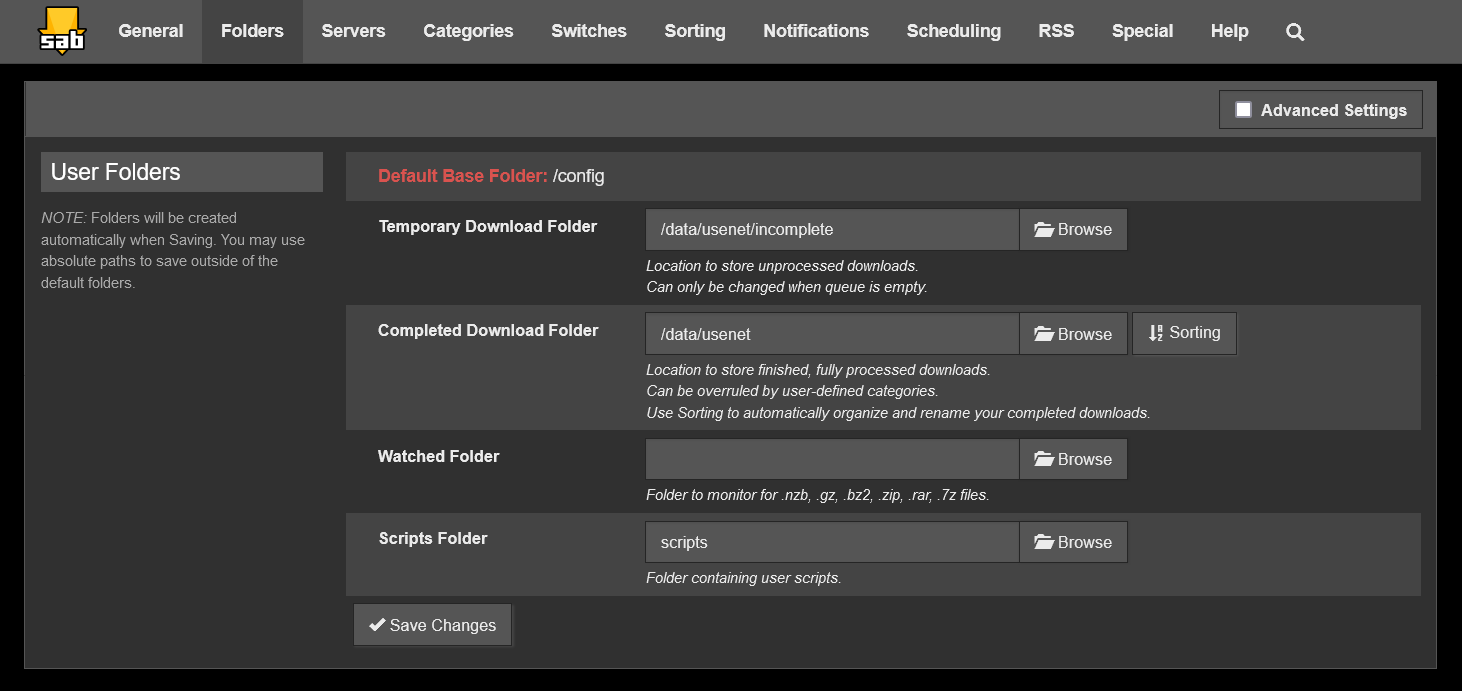 sab General Folders Servers Categories Switches Sorting Notifications Scheduling RSS Special Help
Advanced Settings
User Folders
NOTE: Folders will be created
automatically when Saving. You may use
absolute paths to save outside of the
default folders.
Default Base Folder: /config
Temporary Download Folder /data/usenet/incomplete Browse
Location to store unprocessed downloads.
Can only be changed when queue is empty.
Completed Download Folder /data/usenet Browse Sorting
Location to store finished, fully processed downloads.
Can be overruled by user-defined categories.
Use Sorting to automatically organize and rename your completed downloads.
Watched Folder Browse
Folder to monitor for .nzb, .gz, .bz2, .zip, .rar, .7z files.
Scripts Folder scripts Browse
Folder containing user scripts.
Save Changes